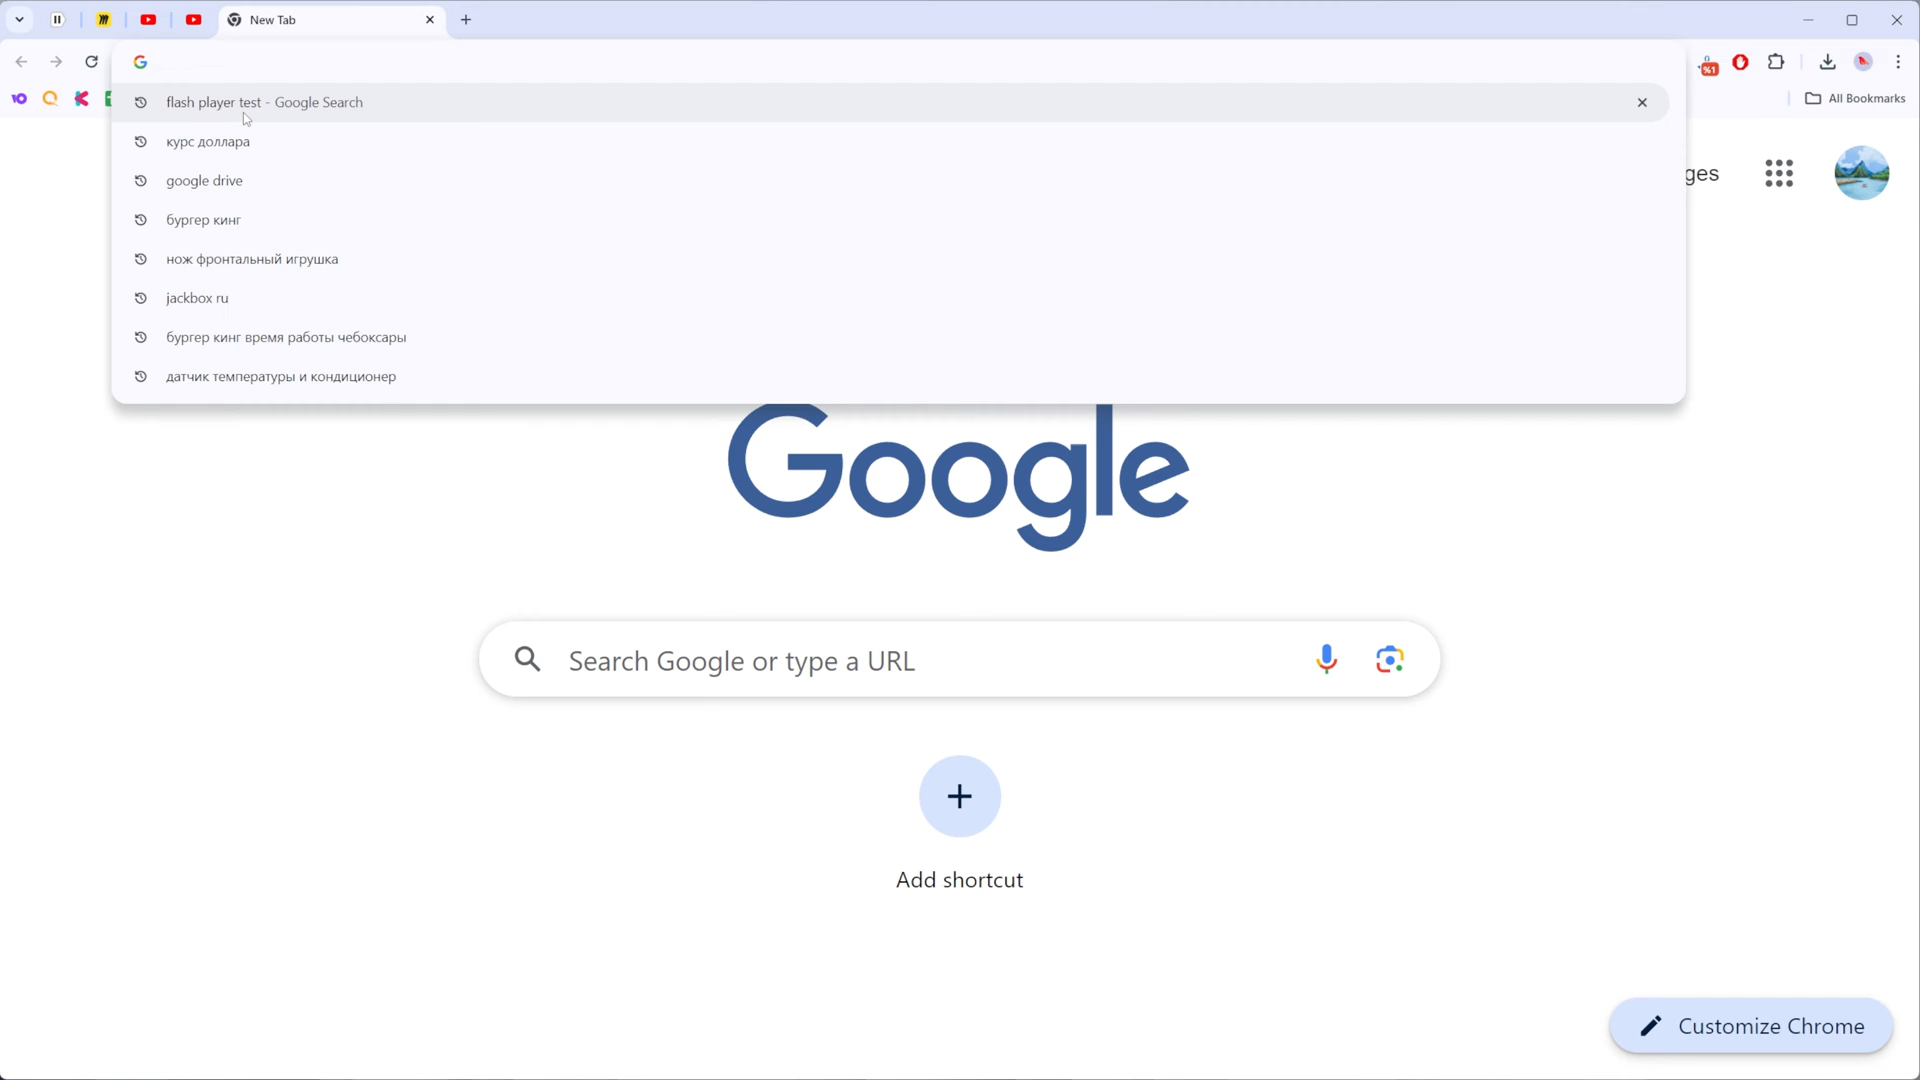 New Tab
%1
flash player test - Google Search
All Bookmarks
курс доллара
ges
google drive
бургер кинг
нож фронтальный игрушка
jackbox ru
бургер кинг время работы чебоксары
датчик температуры и кондиционер
Google
Search Google or type a URL
Add shortcut
Customize Chrome